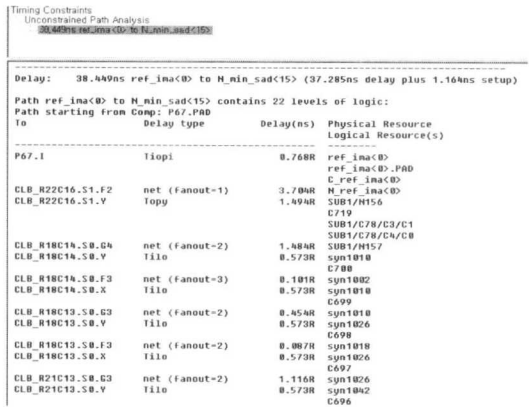 Timing Constraints
Unconstrained Path Analysis
38.449ns ref_ima<0> to N_min_sad<15>
Delay: 38.449ns ref_ima<0> to N_min_sad<15> (37.285ns delay plus 1.164ns setup)
Path ref_ima<0> to N_min_sad<15> contains 22 levels of logic:
Path starting from Comp: P67.PAD
To Delay type Delay(ns) Physical Resource
Logical Resource(s)
P67.I Tiopi 0.768R ref_ima<0>
ref_ima<0>.PAD
C_ref_ima<0>
CLB_R22C16.S1.F2 net (fanout=1) 3.704R N_ref_ima<0>
CLB_R22C16.S1.Y Topy 1.494R SUB1/N156
C719
SUB1/C78/C3/C1
SUB1/C78/C4/C0
CLB_R18C14.S0.G4 net (fanout=2) 1.484R SUB1/N157
CLB_R18C14.S0.Y Tilo 0.573R syn1010
C700
CLB_R18C14.S0.F3 net (fanout=3) 0.101R syn1002
CLB_R18C14.S0.X Tilo 0.573R syn1010
C699
CLB_R18C13.S0.G3 net (fanout=2) 0.454R syn1010
CLB_R18C13.S0.Y Tilo 0.573R syn1026
C698
CLB_R18C13.S0.F3 net (fanout=2) 0.087R syn1018
CLB_R18C13.S0.X Tilo 0.573R syn1026
C697
CLB_R21C13.S0.G3 net (fanout=2) 1.116R syn1026
CLB_R21C13.S0.Y Tilo 0.573R syn1042
C696